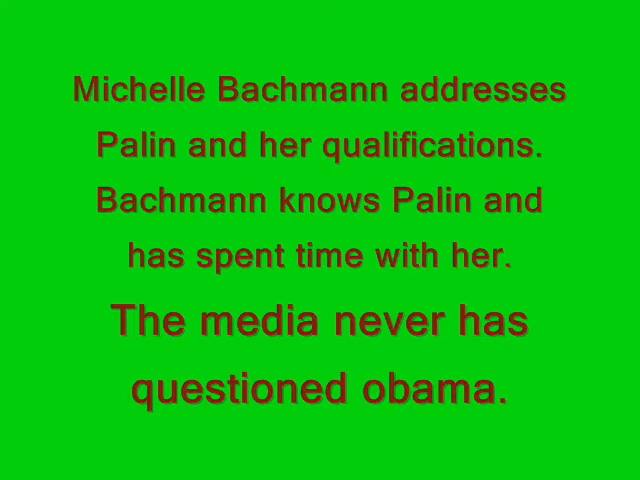 Michelle Bachmann addresses
Palin and her qualifications.
Bachmann knows Palin and
has spent time with her.
The media never has
questioned obama.